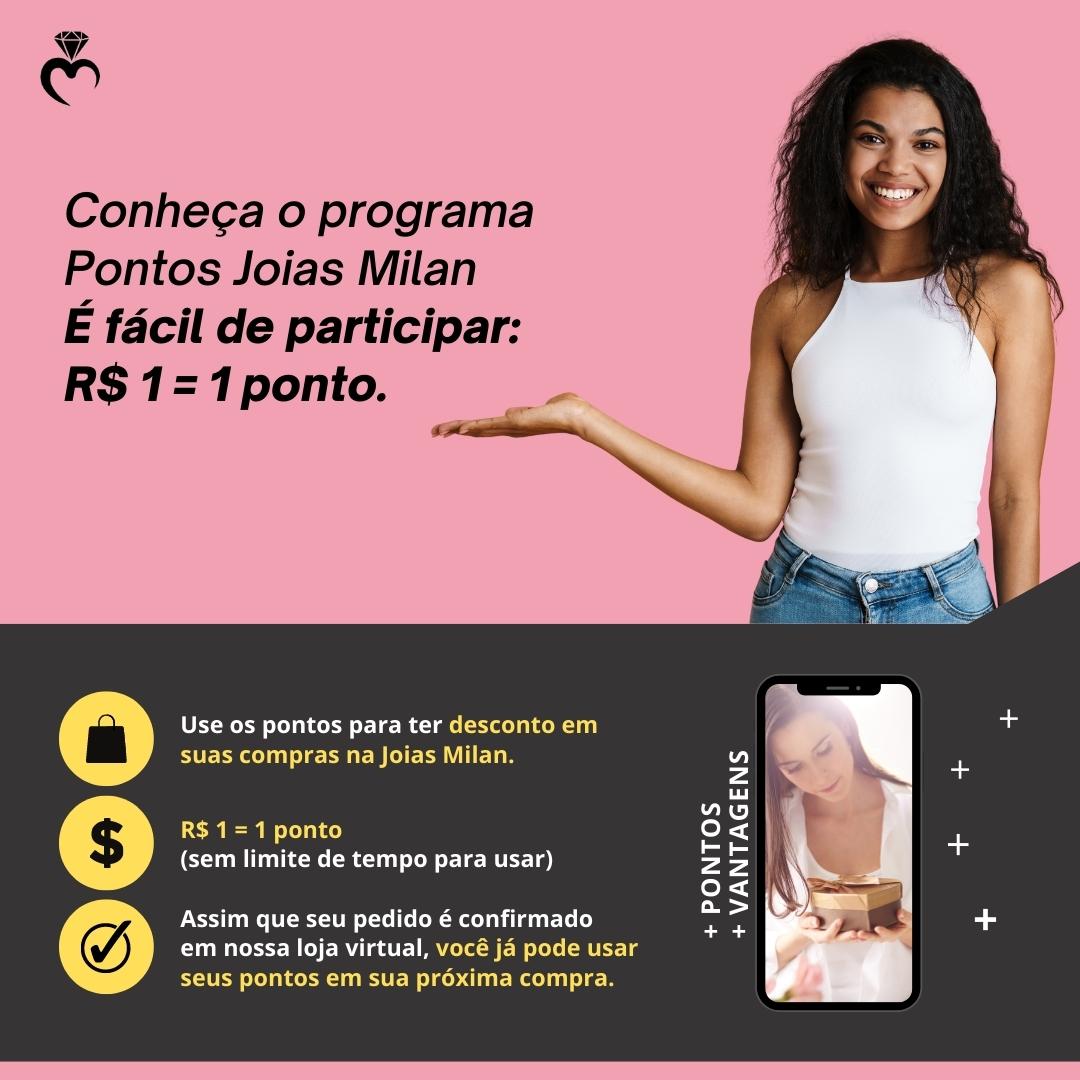 Conheça o programa
Pontos Joias Milan
É fácil de participar:
R$ 1 = 1 ponto.
Use os pontos para ter desconto em
suas compras na Joias Milan.
R$ 1 = 1 ponto
(sem limite de tempo para usar)
Assim que seu pedido é confirmado
em nossa loja virtual, você já pode usar
seus pontos em sua próxima compra.
+ PONTOS
+ VANTAGENS